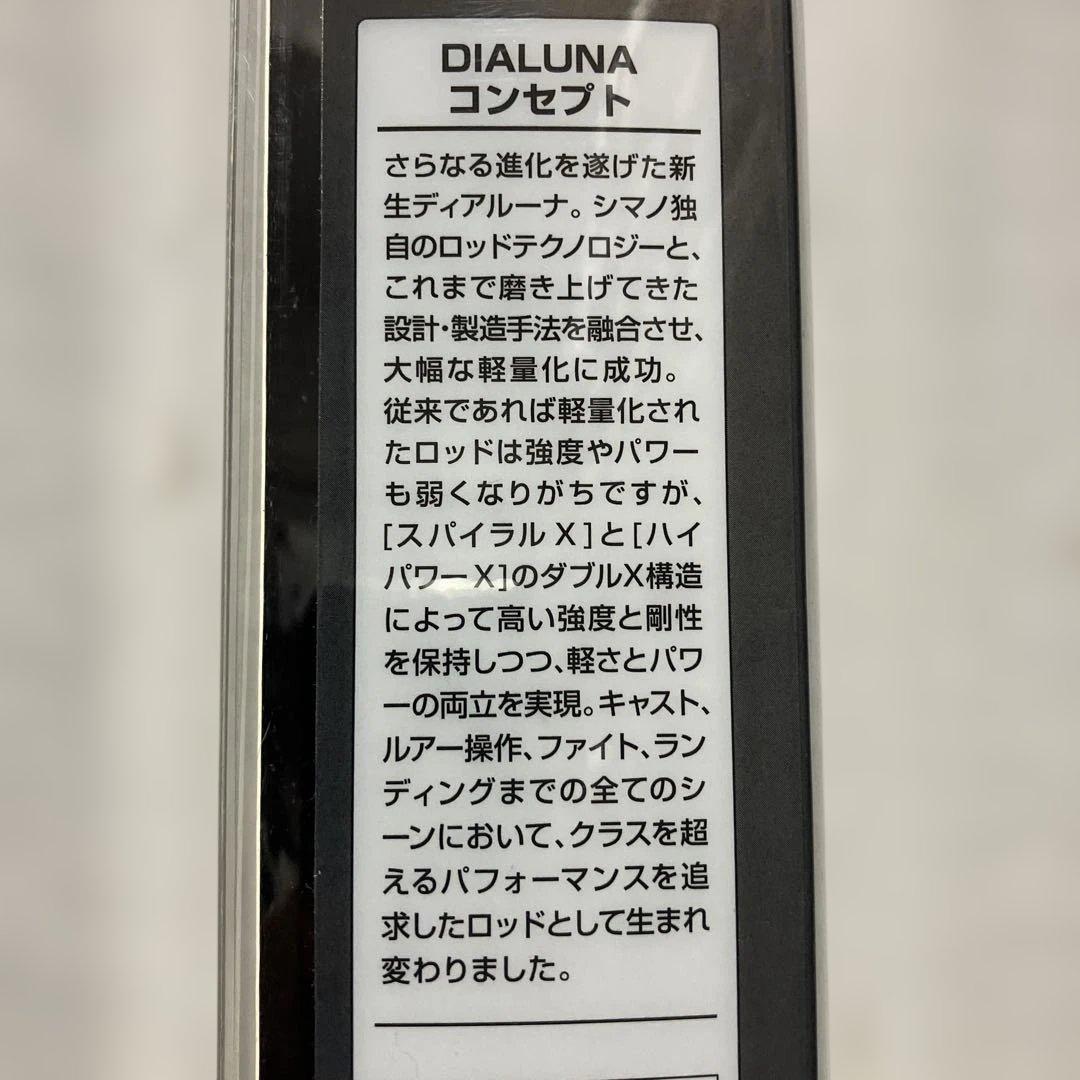 DIALUNA
コンセプト
さらなる進化を遂げた新
生ディアルーナ。シマノ独
自のロッドテクノロジーと、
これまで磨き上げてきた
設計・製造手法を融合させ、
大幅な軽量化に成功。
従来であれば軽量化され
たロッドは強度やパワー
も弱くなりがちですが、
[スパイラルX]と[ハイ
パワーX]のダブルX構造
によって高い強度と剛性
を保持しつつ、軽さとパワ
ーの両立を実現。キャスト、
ルアー操作、ファイト、ラン
ディングまでの全てのシ
ーンにおいて、クラスを超
えるパフォーマンスを追
求したロッドとして生まれ
変わりました。